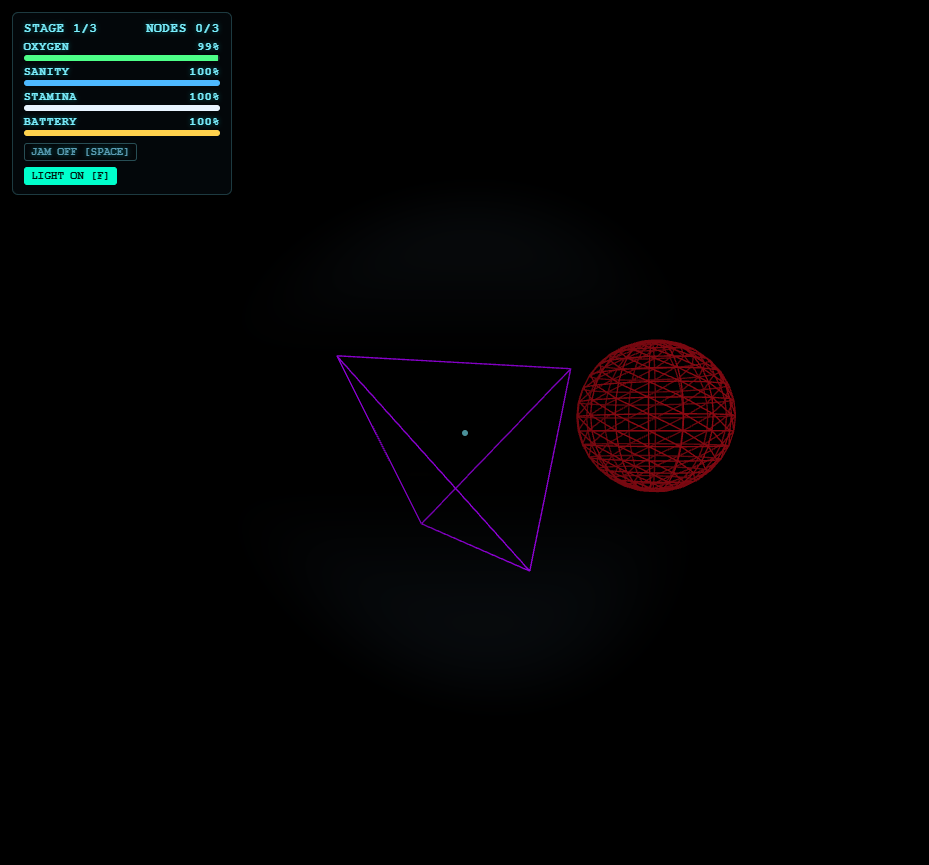 STAGE 1/3 NODES 0/3
OXYGEN 99%
SANITY 100%
STAMINA 100%
BATTERY 100%
JAM OFF [SPACE]
LIGHT ON [F]